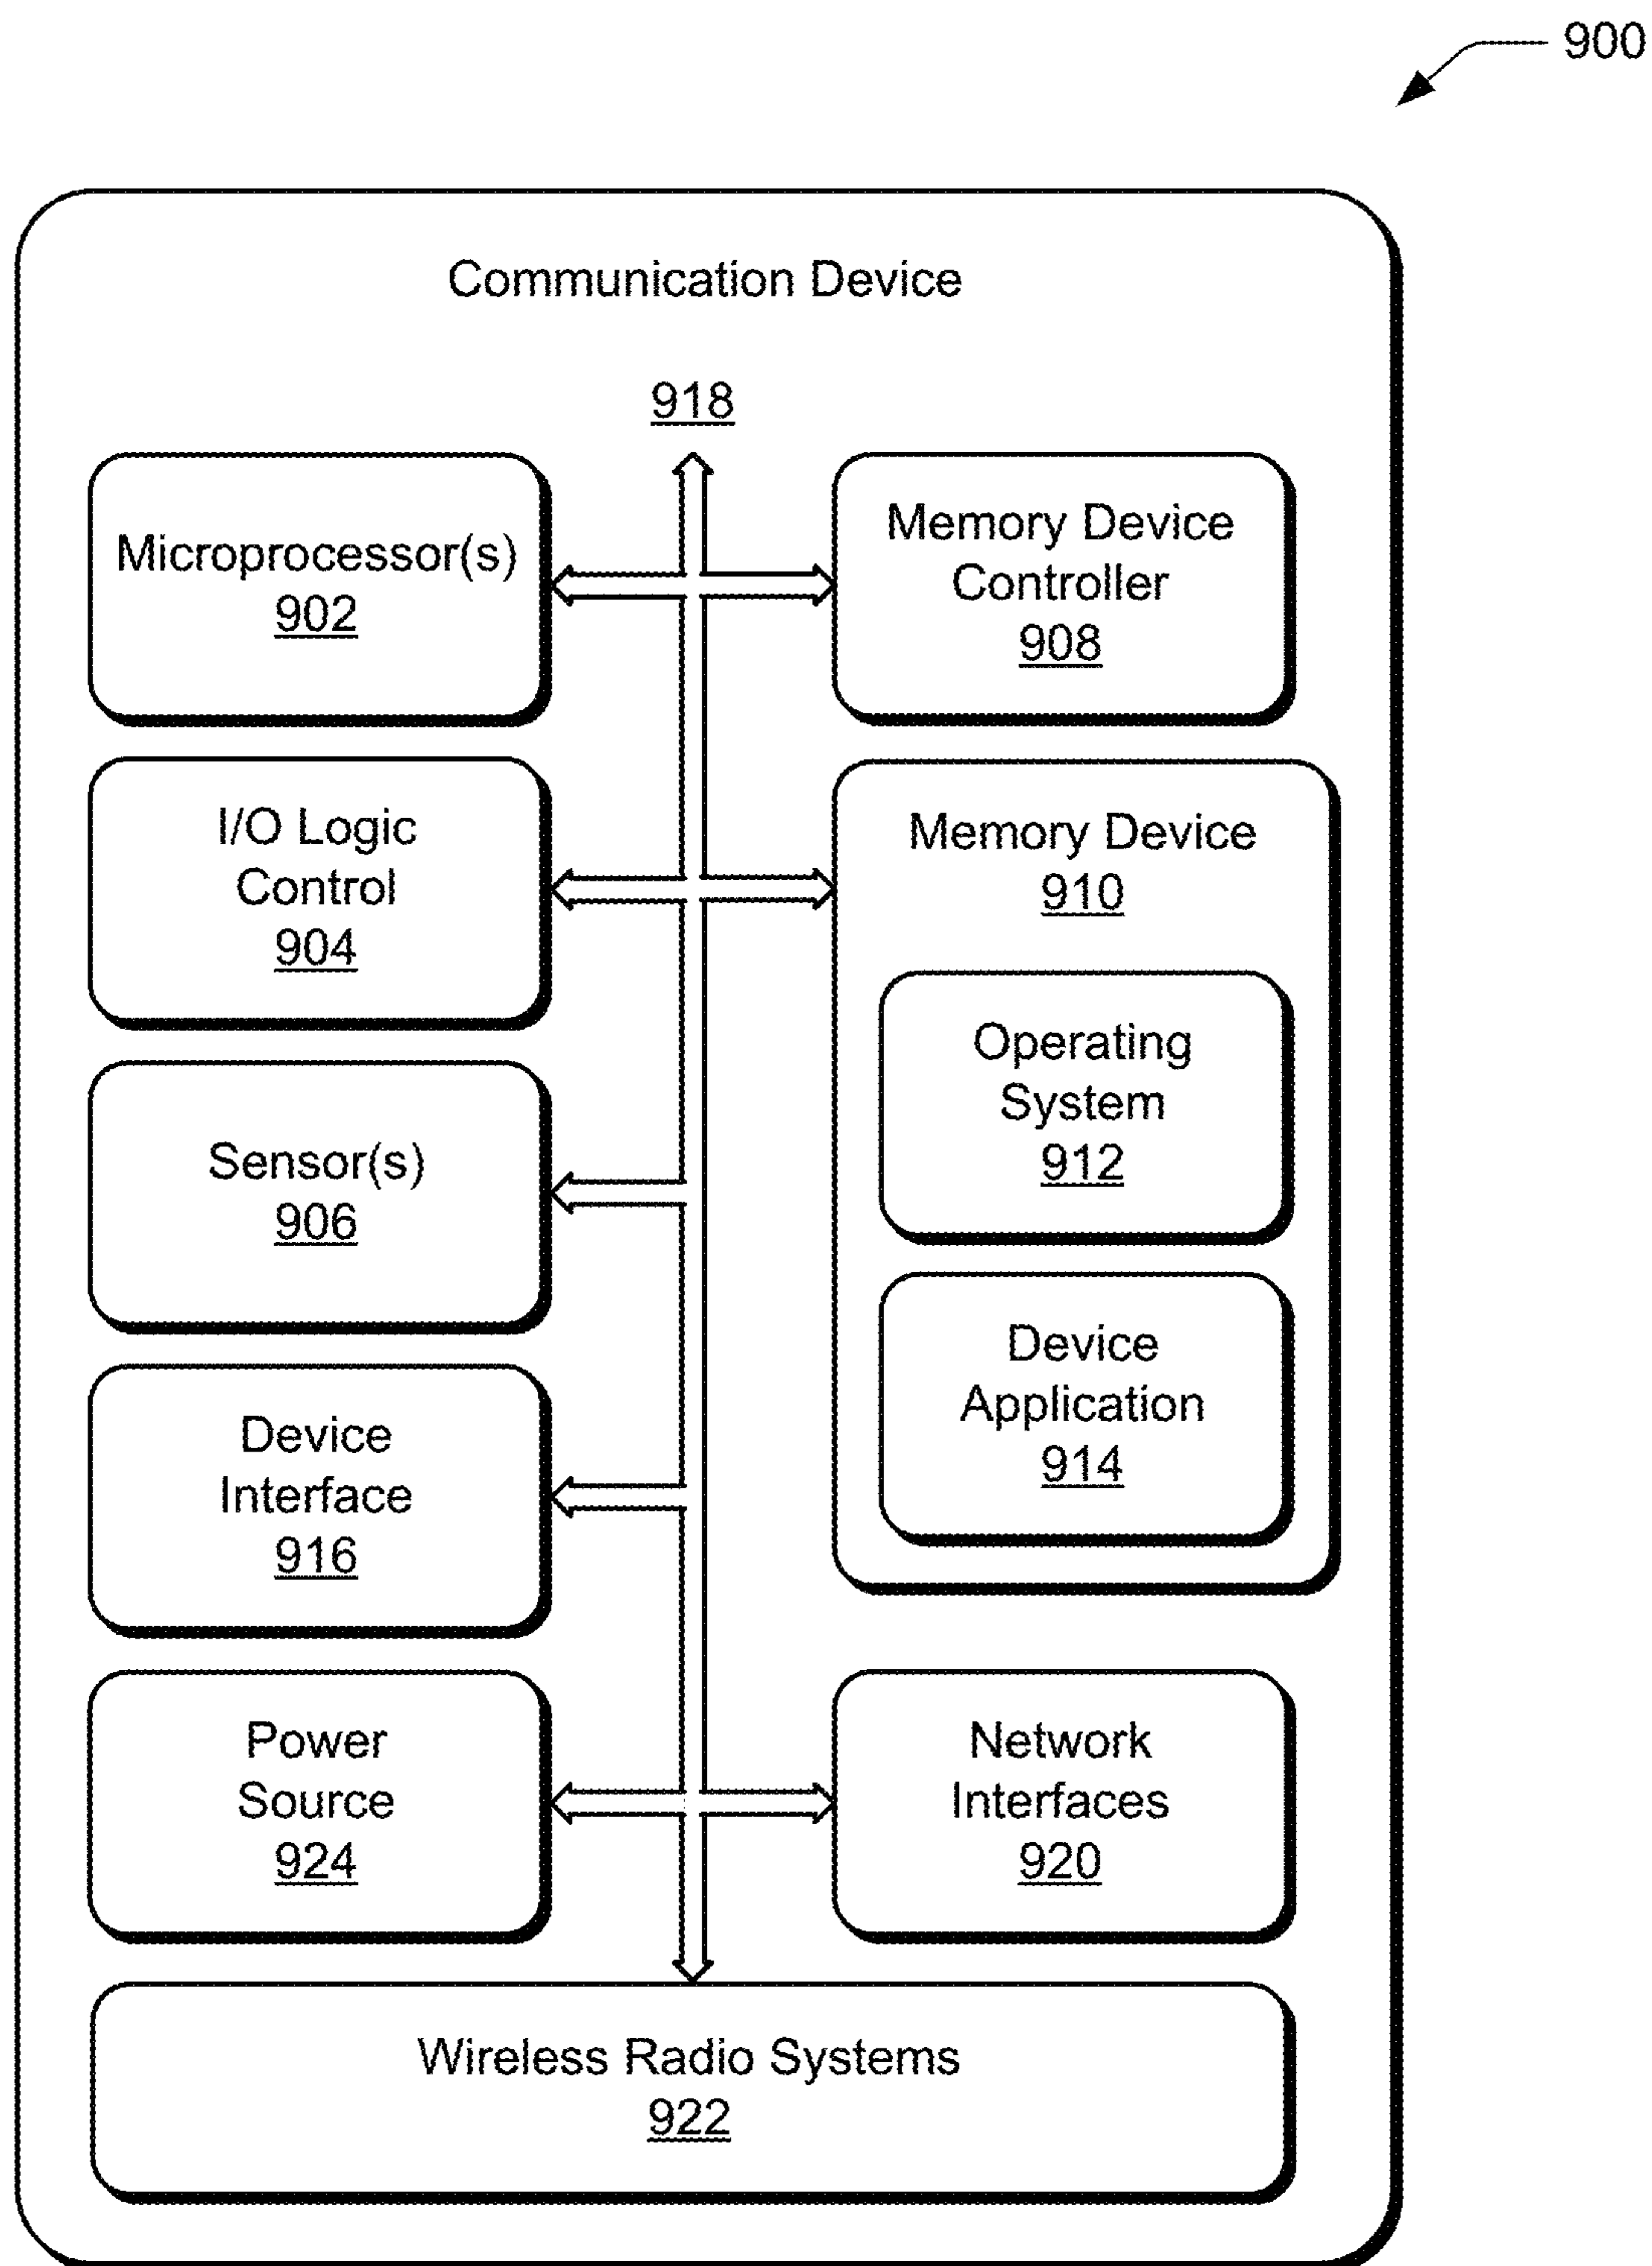 900
Communication Device
918
Microprocessor(s)
902
Memory Device
Controller
908
I/O Logic
Control
904
Memory Device
910
Operating
System
912
Sensor(s)
906
Device
Application
914
Device
Interface
916
Power
Source
924
Network
Interfaces
920
Wireless Radio Systems
922